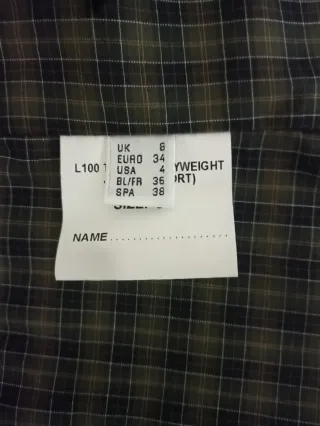 UK 8
EURO 34
USA 4
BL/FR 36
SPA 38
L100 T YWEIGHT
ORT)
SIZE:
NAME..............................